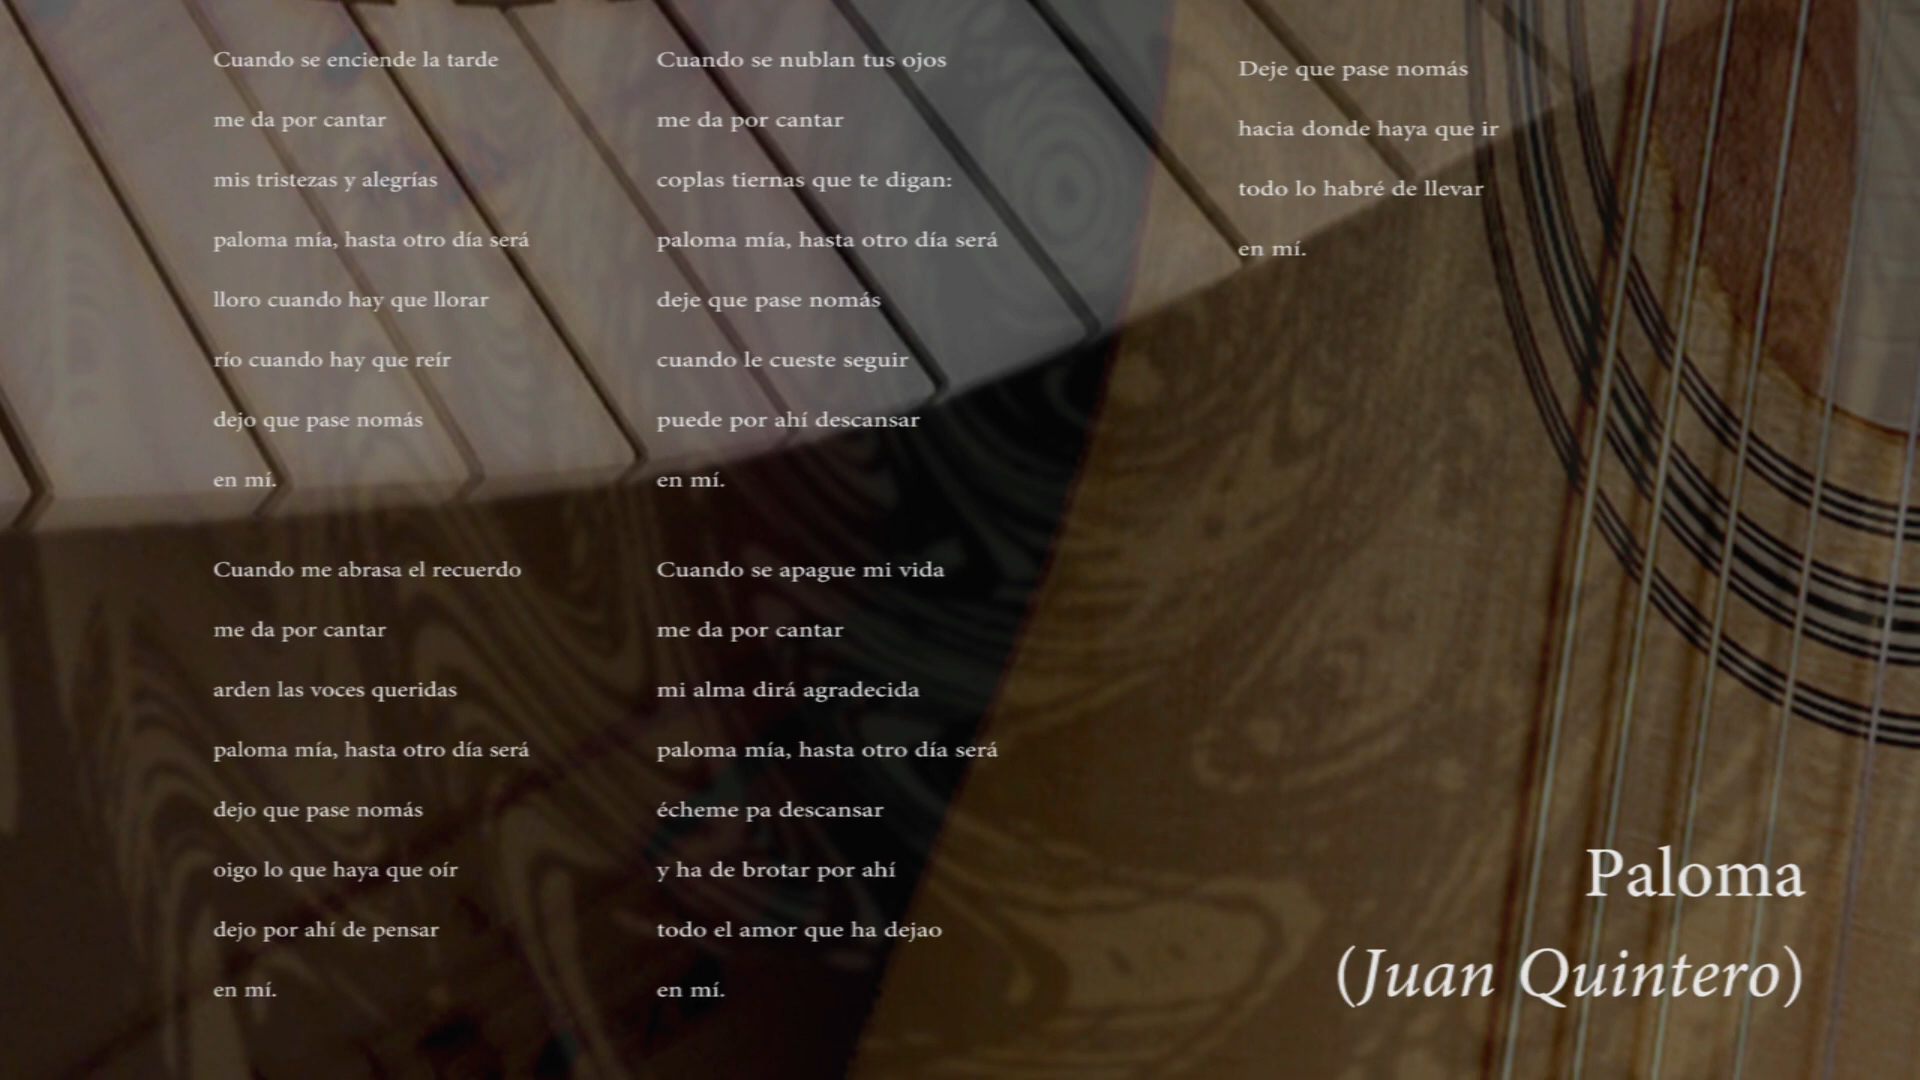 Cuando se enciende la tarde
me da por cantar
mis tristezas y alegrías
paloma mía, hasta otro día será
lloro cuando hay que llorar
río cuando hay que reír
dejo que pase nomás
en mí.
Cuando me abrasa el recuerdo
me da por cantar
arden las voces queridas
paloma mía, hasta otro día será
dejo que pase nomás
oigo lo que haya que oír
dejo por ahí de pensar
en mí.
Cuando se nublan tus ojos
me da por cantar
coplas tiernas que te digan:
paloma mía, hasta otro día será
deje que pase nomás
cuando le cueste seguir
puede por ahí descansar
en mí.
Cuando se apague mi vida
me da por cantar
mi alma dirá agradecida
paloma mía, hasta otro día será
écheme pa descansar
y ha de brotar por ahí
todo el amor que ha dejao
en mí.
Deje que pase nomás
hacia donde haya que ir
todo lo habré de llevar
en mí.
Paloma
(Juan Quintero)